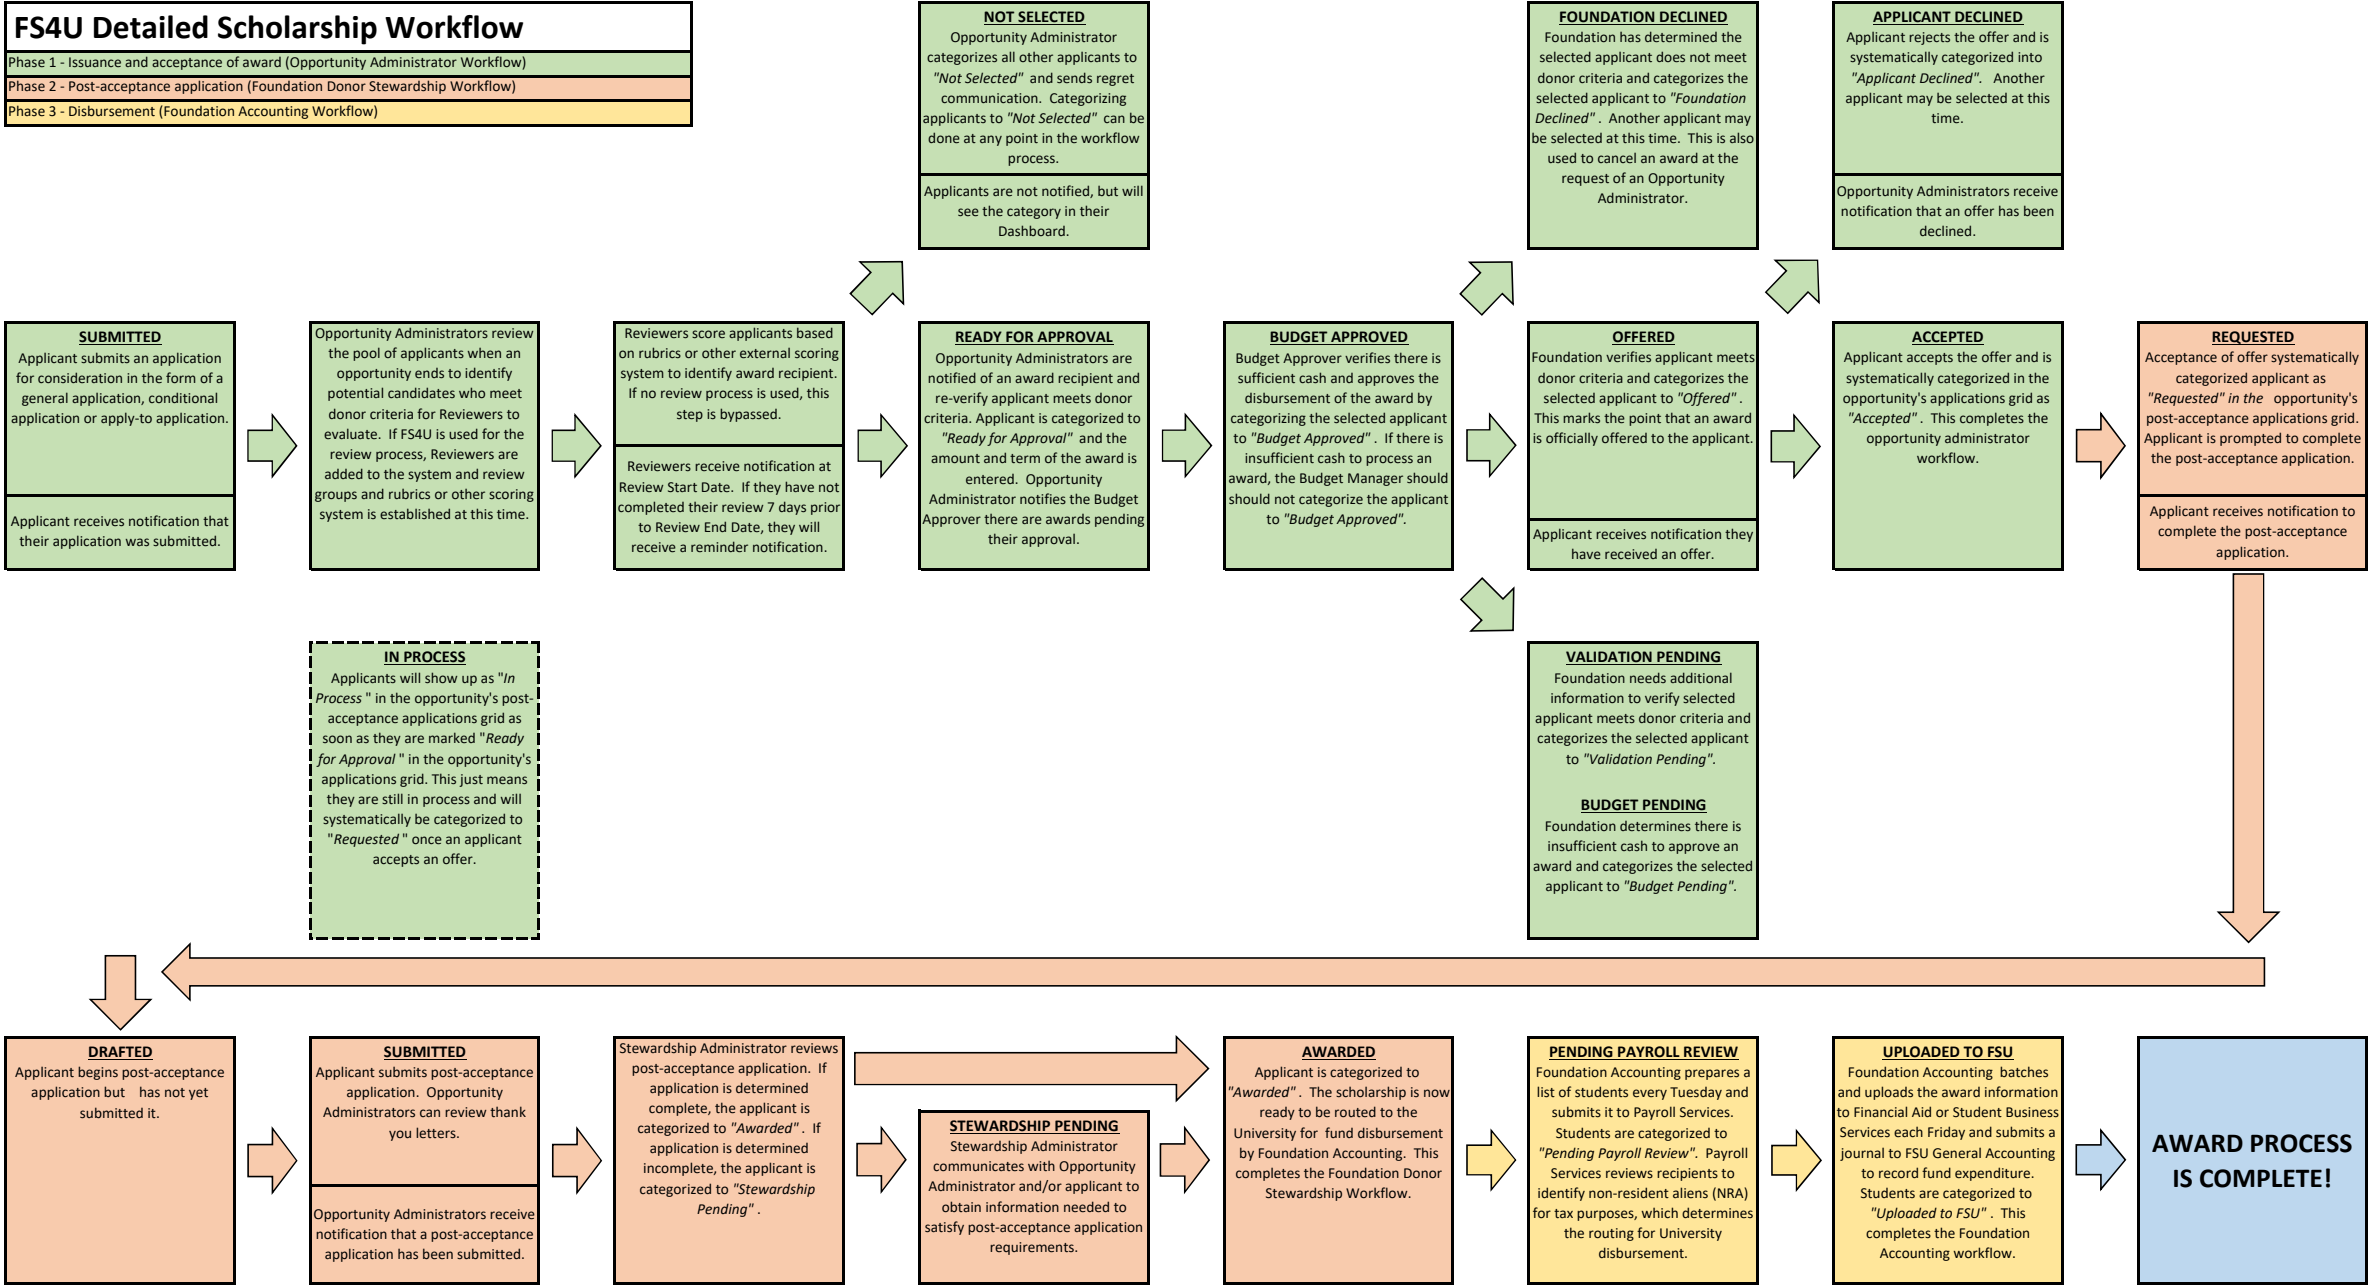 FS4U Detailed Scholarship Workflow
Phase 1 - Issuance and acceptance of award (Opportunity Administrator Workflow)
Phase 2 - Post-acceptance application (Foundation Donor Stewardship Workflow)
Phase 3 - Disbursement (Foundation Accounting Workflow)
NOT SELECTED
Opportunity Administrator
categorizes all other applicants to
"Not Selected" and sends regret
communication. Categorizing
applicants to "Not Selected" can be
done at any point in the workflow
process.
Applicants are not notified, but will
see the category in their
Dashboard.
FOUNDATION DECLINED
Foundation has determined the
selected applicant does not meet
donor criteria and categorizes the
selected applicant to "Foundation
Declined" . Another applicant may
be selected at this time. This is also
used to cancel an award at the
request of an Opportunity
Administrator.
APPLICANT DECLINED
Applicant rejects the offer and is
systematically categorized into
"Applicant Declined". Another
applicant may be selected at this
time.
Opportunity Administrators receive
notification that an offer has been
declined.
SUBMITTED
Applicant submits an application
for consideration in the form of a
general application, conditional
application or apply-to application.
Applicant receives notification that
their application was submitted.
Opportunity Administrators review
the pool of applicants when an
opportunity ends to identify
potential candidates who meet
donor criteria for Reviewers to
evaluate. If FS4U is used for the
review process, Reviewers are
added to the system and review
groups and rubrics or other scoring
system is established at this time.
Reviewers score applicants based
on rubrics or other external scoring
system to identify award recipient.
If no review process is used, this
step is bypassed.
Reviewers receive notification at
Review Start Date. If they have not
completed their review 7 days prior
to Review End Date, they will
receive a reminder notification.
READY FOR APPROVAL
Opportunity Administrators are
notified of an award recipient and
re-verify applicant meets donor
criteria. Applicant is categorized to
"Ready for Approval" and the
amount and term of the award is
entered. Opportunity
Administrator notifies the Budget
Approver there are awards pending
their approval.
BUDGET APPROVED
Budget Approver verifies there is
sufficient cash and approves the
disbursement of the award by
categorizing the selected applicant
to "Budget Approved" . If there is
insufficient cash to process an
award, the Budget Manager should
should not categorize the applicant
to "Budget Approved".
OFFERED
Foundation verifies applicant meets
donor criteria and categorizes the
selected applicant to "Offered" .
This marks the point that an award
is officially offered to the applicant.
Applicant receives notification they
have received an offer.
ACCEPTED
Applicant accepts the offer and is
systematically categorized in the
opportunity's applications grid as
"Accepted" . This completes the
opportunity administrator
workflow.
REQUESTED
Acceptance of offer systematically
categorized applicant as
"Requested" in the opportunity's
post-acceptance applications grid.
Applicant is prompted to complete
the post-acceptance application.
Applicant receives notification to
complete the post-acceptance
application.
IN PROCESS
Applicants will show up as "In
Process " in the opportunity's post-
acceptance applications grid as
soon as they are marked "Ready
for Approval " in the opportunity's
applications grid. This just means
they are still in process and will
systematically be categorized to
"Requested " once an applicant
accepts an offer.
VALIDATION PENDING
Foundation needs additional
information to verify selected
applicant meets donor criteria and
categorizes the selected applicant
to "Validation Pending".
BUDGET PENDING
Foundation determines there is
insufficient cash to approve an
award and categorizes the selected
applicant to "Budget Pending".
DRAFTED
Applicant begins post-acceptance
application but has not yet
submitted it.
SUBMITTED
Applicant submits post-acceptance
application. Opportunity
Administrators can review thank
you letters.
Opportunity Administrators receive
notification that a post-acceptance
application has been submitted.
Stewardship Administrator reviews
post-acceptance application. If
application is determined
complete, the applicant is
categorized to "Awarded" . If
application is determined
incomplete, the applicant is
categorized to "Stewardship
Pending" .
STEWARDSHIP PENDING
Stewardship Administrator
communicates with Opportunity
Administrator and/or applicant to
obtain information needed to
satisfy post-acceptance application
requirements.
AWARDED
Applicant is categorized to
"Awarded" . The scholarship is now
ready to be routed to the
University for fund disbursement
by Foundation Accounting. This
completes the Foundation Donor
Stewardship Workflow.
PENDING PAYROLL REVIEW
Foundation Accounting prepares a
list of students every Tuesday and
submits it to Payroll Services.
Students are categorized to
"Pending Payroll Review". Payroll
Services reviews recipients to
identify non-resident aliens (NRA)
for tax purposes, which determines
the routing for University
disbursement.
UPLOADED TO FSU
Foundation Accounting batches
and uploads the award information
to Financial Aid or Student Business
Services each Friday and submits a
journal to FSU General Accounting
to record fund expenditure.
Students are categorized to
"Uploaded to FSU" . This
completes the Foundation
Accounting workflow.
AWARD PROCESS
IS COMPLETE!